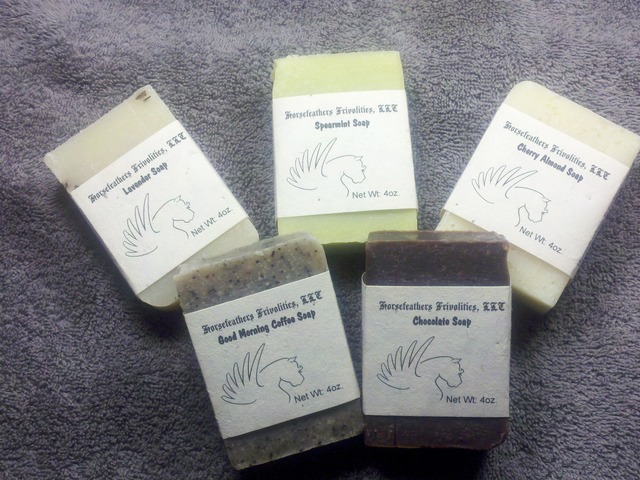 Horsefeathers Frivolities, LLC
Lavender Soap
Net Wt: 4oz.
Horsefeathers Frivolities, LLC
Spearmint Soap
Net Wt: 4oz.
Horsefeathers Frivolities, LLC
Cherry Almond Soap
Net Wt: 4oz.
Horsefeathers Frivolities, LLC
Good Morning Coffee Soap
Net Wt: 4oz.
Horsefeathers Frivolities, LLC
Chocolate Soap
Net Wt: 4oz.